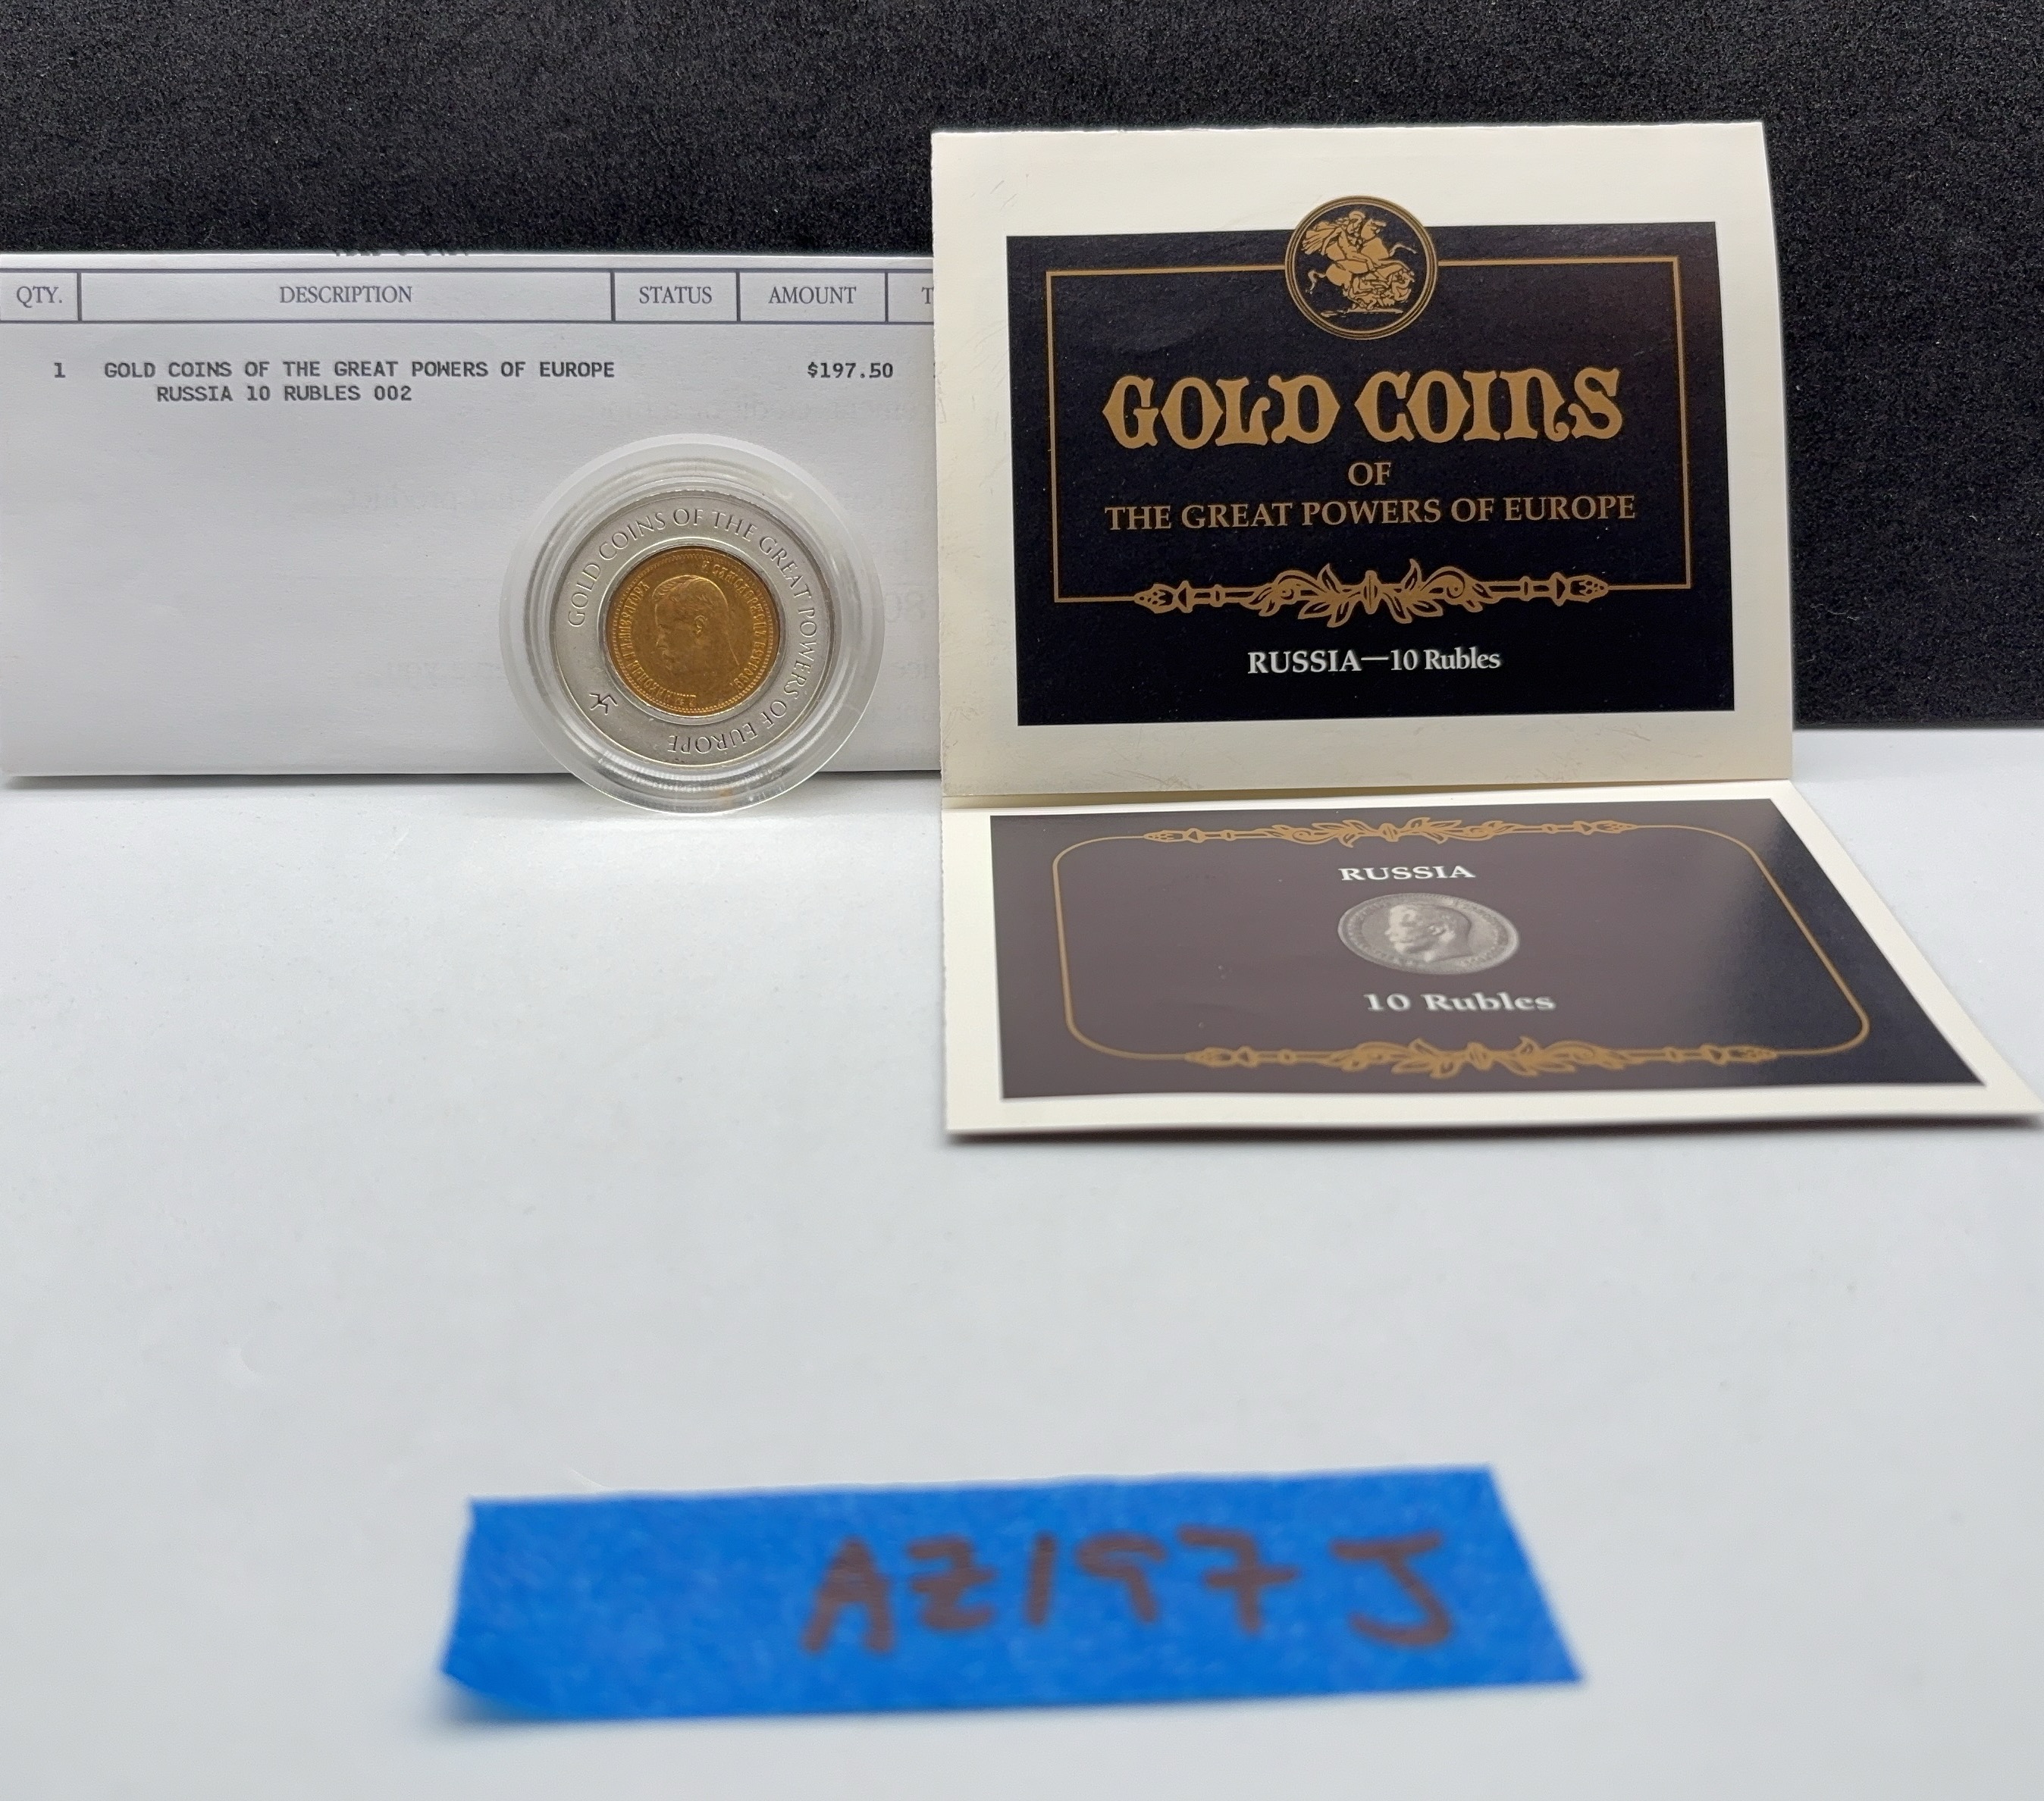 QTY.
DESCRIPTION
STATUS
AMOUNT
T
1 GOLD COINS OF THE GREAT POWERS OF EUROPE $197.50
RUSSIA 10 RUBLES 002
GOLD COINS OF THE GREAT POWERS OF EUROPE
GOLD COINS
OF
THE GREAT POWERS OF EUROPE
RUSSIA—10 Rubles
RUSSIA
10 Rubles
AZ197J